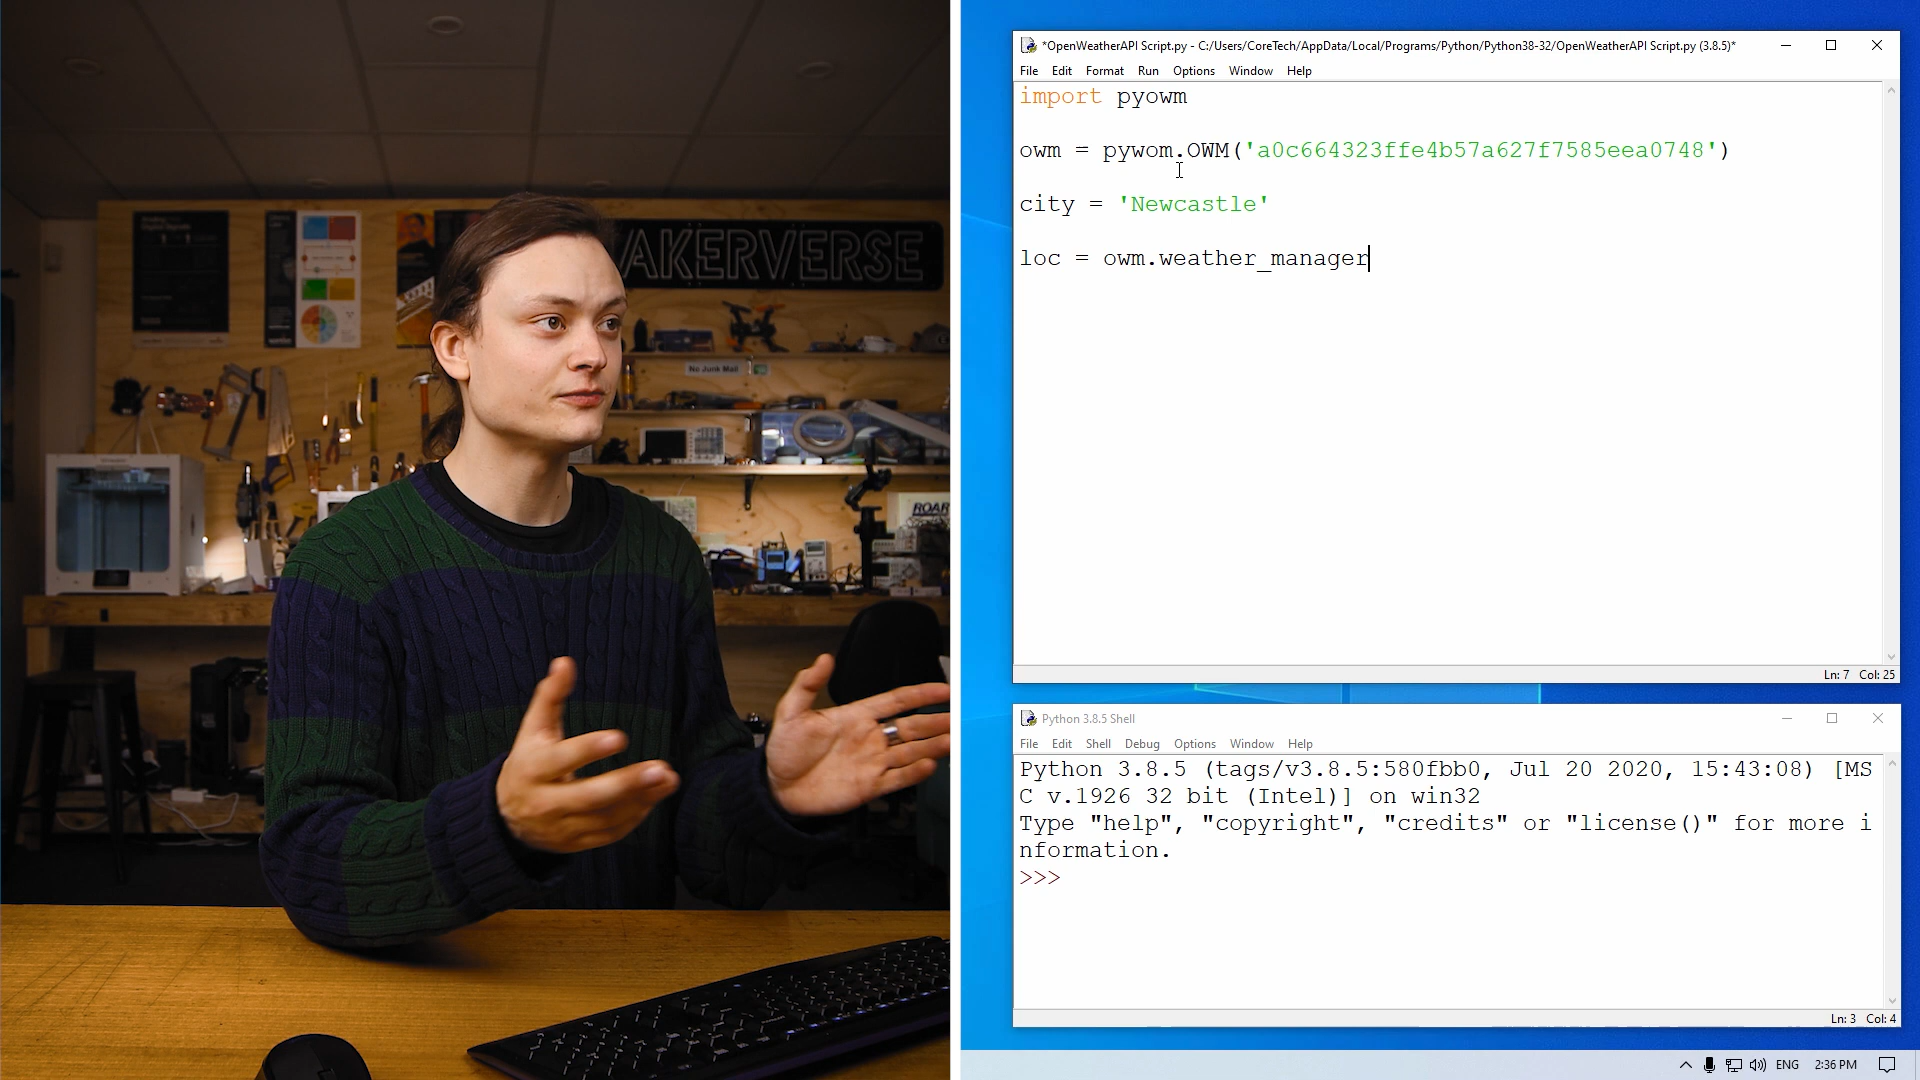 AKERVERSE
No Junk Mail
ROAR
*OpenWeatherAPI Script.py - C:/Users/CoreTech/AppData/Local/Programs/Python/Python38-32/OpenWeatherAPI Script.py (3.8.5)*
File Edit Format Run Options Window Help
import pyowm
owm = pywom.OWM('a0c664323ffe4b57a627f7585eea0748')
city = 'Newcastle'
loc = owm.weather_manager
Ln: 7 Col: 25
Python 3.8.5 Shell
File Edit Shell Debug Options Window Help
Python 3.8.5 (tags/v3.8.5:580fbb0, Jul 20 2020, 15:43:08) [MS
C v.1926 32 bit (Intel)] on win32
Type "help", "copyright", "credits" or "license()" for more i
nformation.
>>>
Ln: 3 Col: 4
ENG 2:36 PM